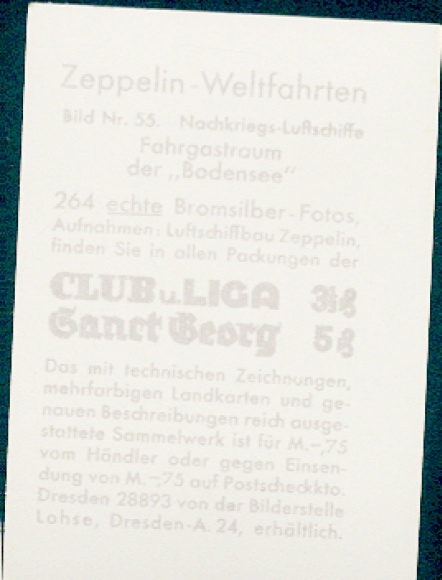 Zeppelin-Weltfahrten
Bild Nr. 55. Nachkriegs-Luftschiffe
Fahrgastraum
der „Bodensee“
264 echte Bromsilber-Fotos,
Aufnahmen: Luftschiffbau Zeppelin,
finden Sie in allen Packungen der
CLUB u. LIGA 3⅓ ₰
Sanct Georg 5 ₰
Das mit technischen Zeichnungen,
mehrfarbigen Landkarten und ge-
nauen Beschreibungen reich ausge-
stattete Sammelwerk ist für M.-,75
vom Händler oder gegen Einsen-
dung von M.-,75 auf Postscheckkto.
Dresden 28893 von der Bilderstelle
Lohse, Dresden-A. 24, erhältlich.